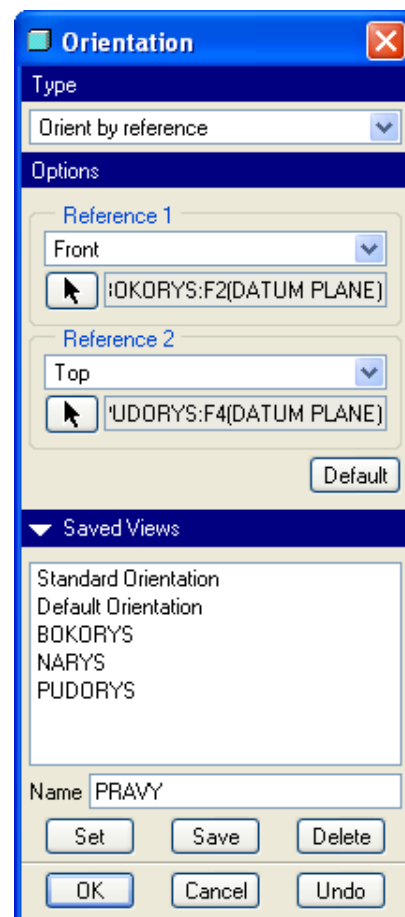 Orientation
Type
Orient by reference
Options
Reference 1
Front
OKORYS:F2(DATUM PLANE)
Reference 2
Top
UDORYS:F4(DATUM PLANE)
Default
Saved Views
Standard Orientation
Default Orientation
BOKORYS
NARYS
PUDORYS
Name PRAVY
Set Save Delete
OK Cancel Undo